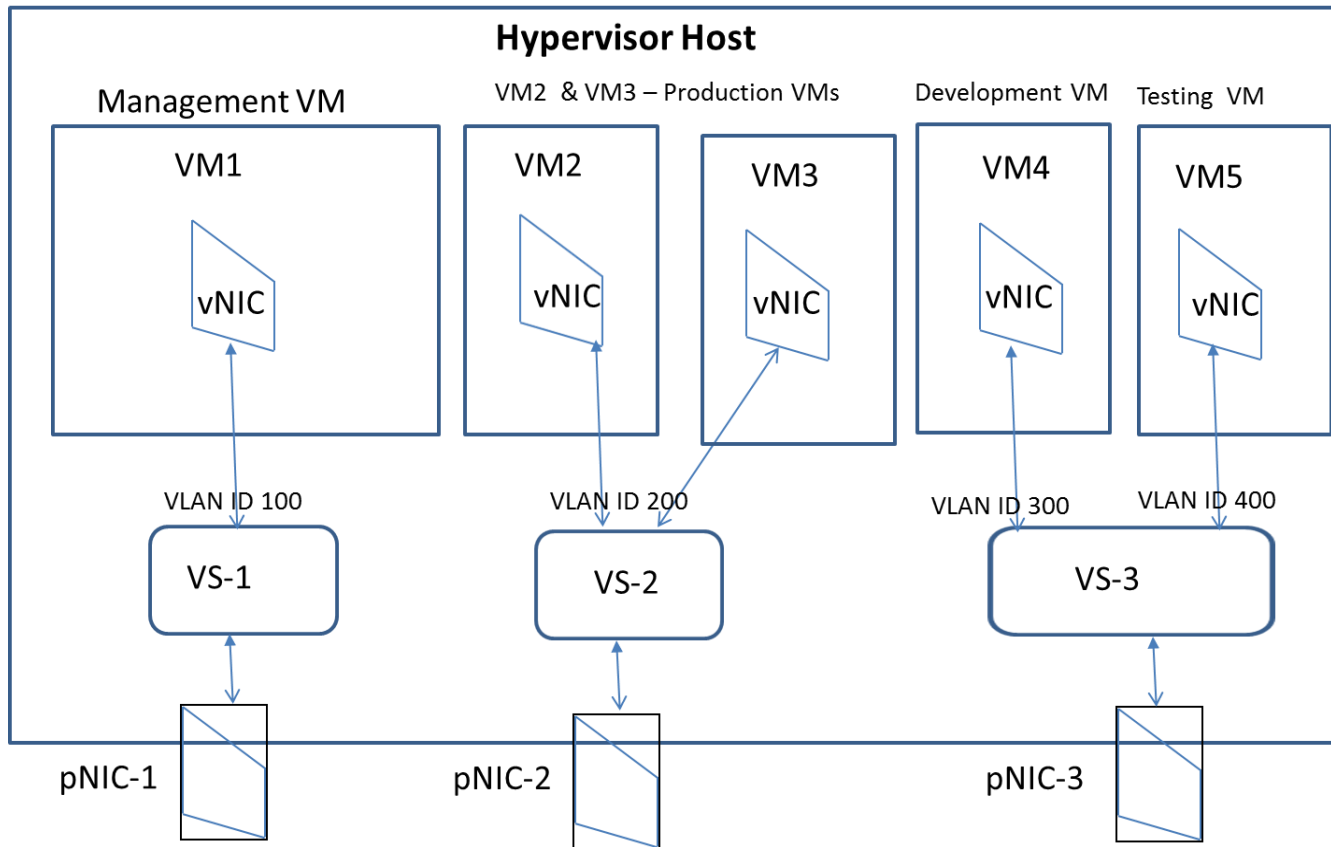 Hypervisor Host
Management VM
VM2 & VM3 – Production VMs
Development VM
Testing VM
VM1
VM2
VM3
VM4
VM5
vNIC
vNIC
vNIC
vNIC
vNIC
VLAN ID 100
VLAN ID 200
VLAN ID 300
VLAN ID 400
VS-1
VS-2
VS-3
pNIC-1
pNIC-2
pNIC-3